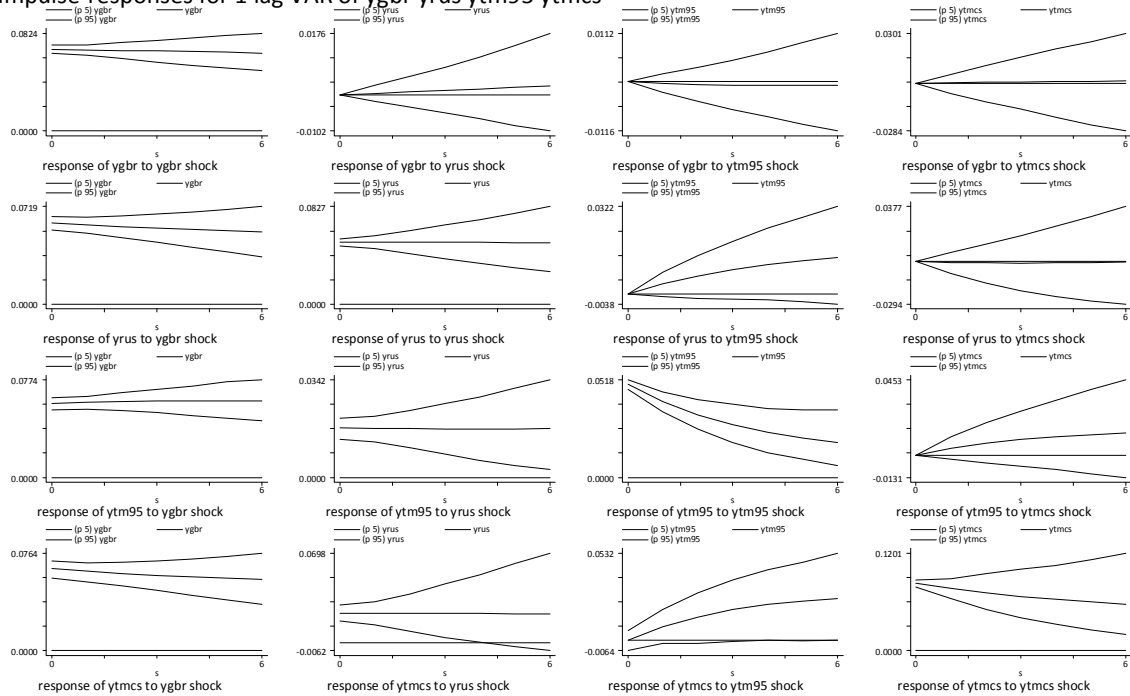 Impulse responses for 1 lag VAR of ygbr yrus ytm95 ytmcs
(p 5) ygbr ygbr
(p 95) ygbr
0.0824
0.0000
0 6
s
response of ygbr to ygbr shock
(p 5) yrus yrus
(p 95) yrus
0.0176
-0.0102
0 6
s
response of ygbr to yrus shock
(p 5) ytm95 ytm95
(p 95) ytm95
0.0112
-0.0116
0 6
s
response of ygbr to ytm95 shock
(p 5) ytmcs ytmcs
(p 95) ytmcs
0.0301
-0.0284
0 6
s
response of ygbr to ytmcs shock
(p 5) ygbr ygbr
(p 95) ygbr
0.0719
0.0000
0 6
s
response of yrus to ygbr shock
(p 5) yrus yrus
(p 95) yrus
0.0827
0.0000
0 6
s
response of yrus to yrus shock
(p 5) ytm95 ytm95
(p 95) ytm95
0.0322
-0.0038
0 6
s
response of yrus to ytm95 shock
(p 5) ytmcs ytmcs
(p 95) ytmcs
0.0377
-0.0294
0 6
s
response of yrus to ytmcs shock
(p 5) ygbr ygbr
(p 95) ygbr
0.0774
0.0000
0 6
s
response of ytm95 to ygbr shock
(p 5) yrus yrus
(p 95) yrus
0.0342
0.0000
0 6
s
response of ytm95 to yrus shock
(p 5) ytm95 ytm95
(p 95) ytm95
0.0518
0.0000
0 6
s
response of ytm95 to ytm95 shock
(p 5) ytmcs ytmcs
(p 95) ytmcs
0.0453
-0.0131
0 6
s
response of ytm95 to ytmcs shock
(p 5) ygbr ygbr
(p 95) ygbr
0.0764
0.0000
0 6
s
response of ytmcs to ygbr shock
(p 5) yrus yrus
(p 95) yrus
0.0698
-0.0062
0 6
s
response of ytmcs to yrus shock
(p 5) ytm95 ytm95
(p 95) ytm95
0.0532
-0.0064
0 6
s
response of ytmcs to ytm95 shock
(p 5) ytmcs ytmcs
(p 95) ytmcs
0.1201
0.0000
0 6
s
response of ytmcs to ytmcs shock